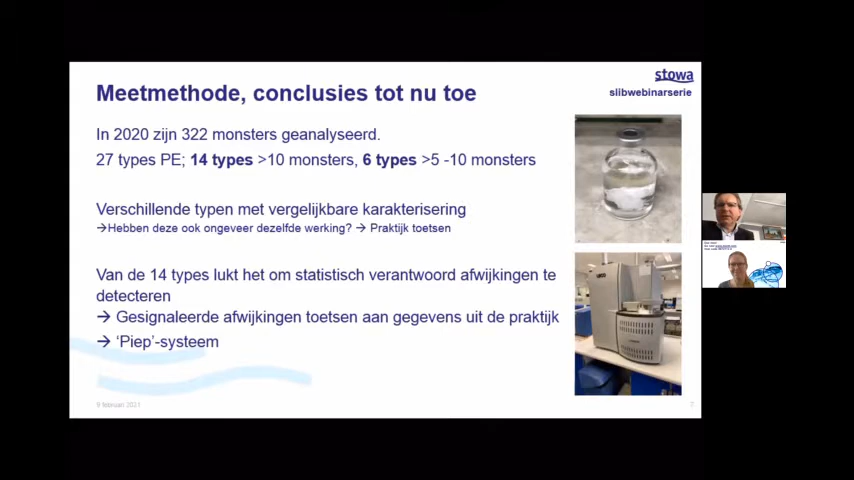 stowa
slibwebinarserie
Meetmethode, conclusies tot nu toe
In 2020 zijn 322 monsters geanalyseerd.
27 types PE; 14 types >10 monsters, 6 types >5 -10 monsters
Verschillende typen met vergelijkbare karakterisering
→Hebben deze ook ongeveer dezelfde werking? → Praktijk toetsen
Van de 14 types lukt het om statistisch verantwoord afwijkingen te
detecteren
→ Gesignaleerde afwijkingen toetsen aan gegevens uit de praktijk
→ ‘Piep’-systeem
9 februari 2021
7